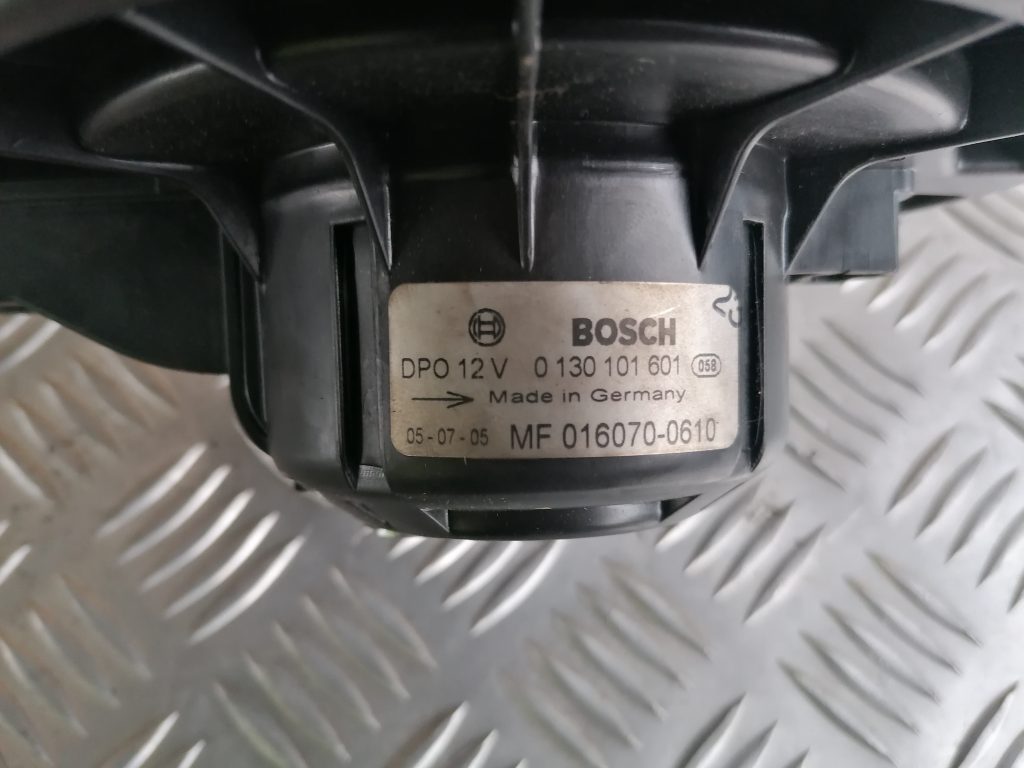 BOSCH
DPO 12 V 0 130 101 601 058
Made in Germany
05 - 07 - 05 MF 016070-0610